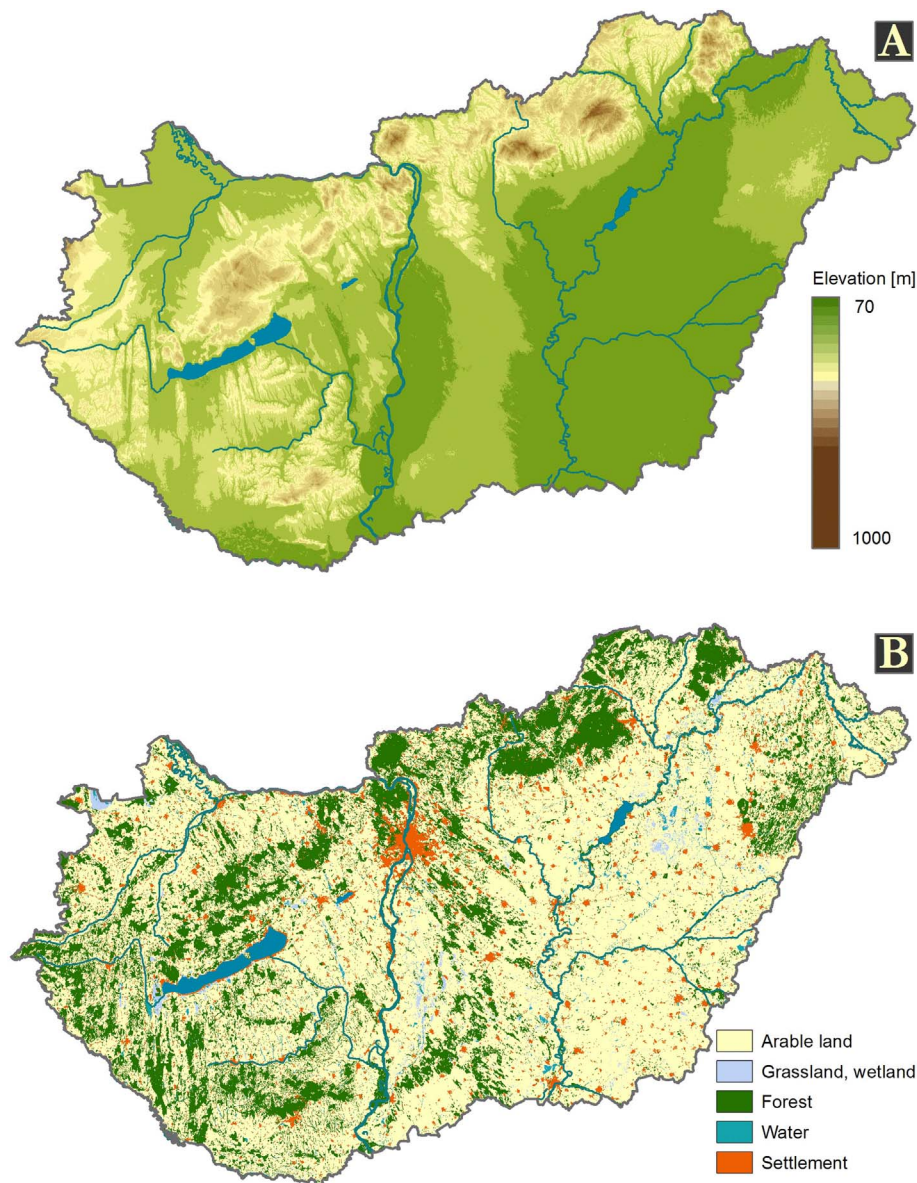 A
Elevation [m]
70
1000
B
Arable land
Grassland, wetland
Forest
Water
Settlement